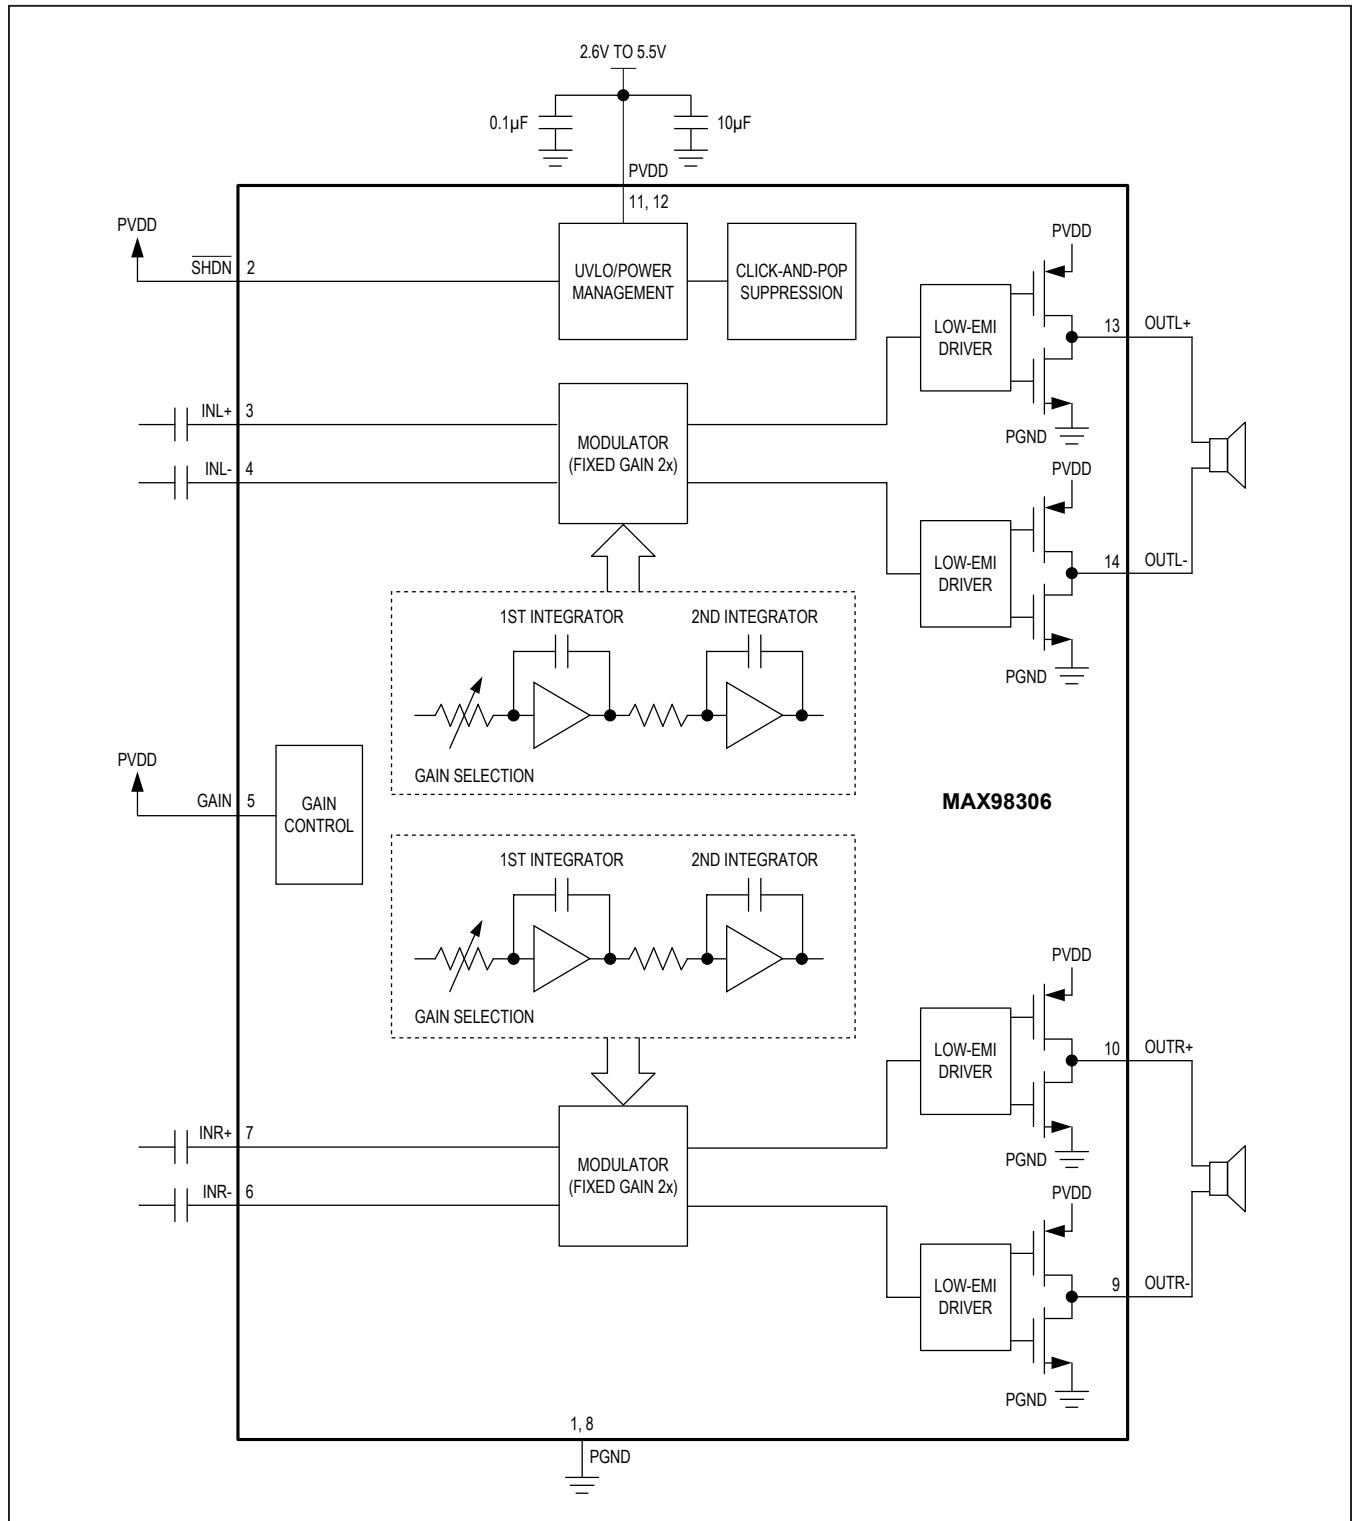 2.6V TO 5.5V
0.1µF
10µF
PVDD
11, 12
PVDD
SHDN 2
UVLO/POWER
MANAGEMENT
CLICK-AND-POP
SUPPRESSION
PVDD
LOW-EMI
DRIVER
13 OUTL+
PGND
INL+ 3
INL- 4
MODULATOR
(FIXED GAIN 2x)
PVDD
LOW-EMI
DRIVER
14 OUTL-
PGND
1ST INTEGRATOR
2ND INTEGRATOR
GAIN SELECTION
PVDD
GAIN 5
GAIN
CONTROL
MAX98306
1ST INTEGRATOR
2ND INTEGRATOR
GAIN SELECTION
PVDD
LOW-EMI
DRIVER
10 OUTR+
PGND
INR+ 7
INR- 6
MODULATOR
(FIXED GAIN 2x)
PVDD
LOW-EMI
DRIVER
9 OUTR-
PGND
1, 8
PGND